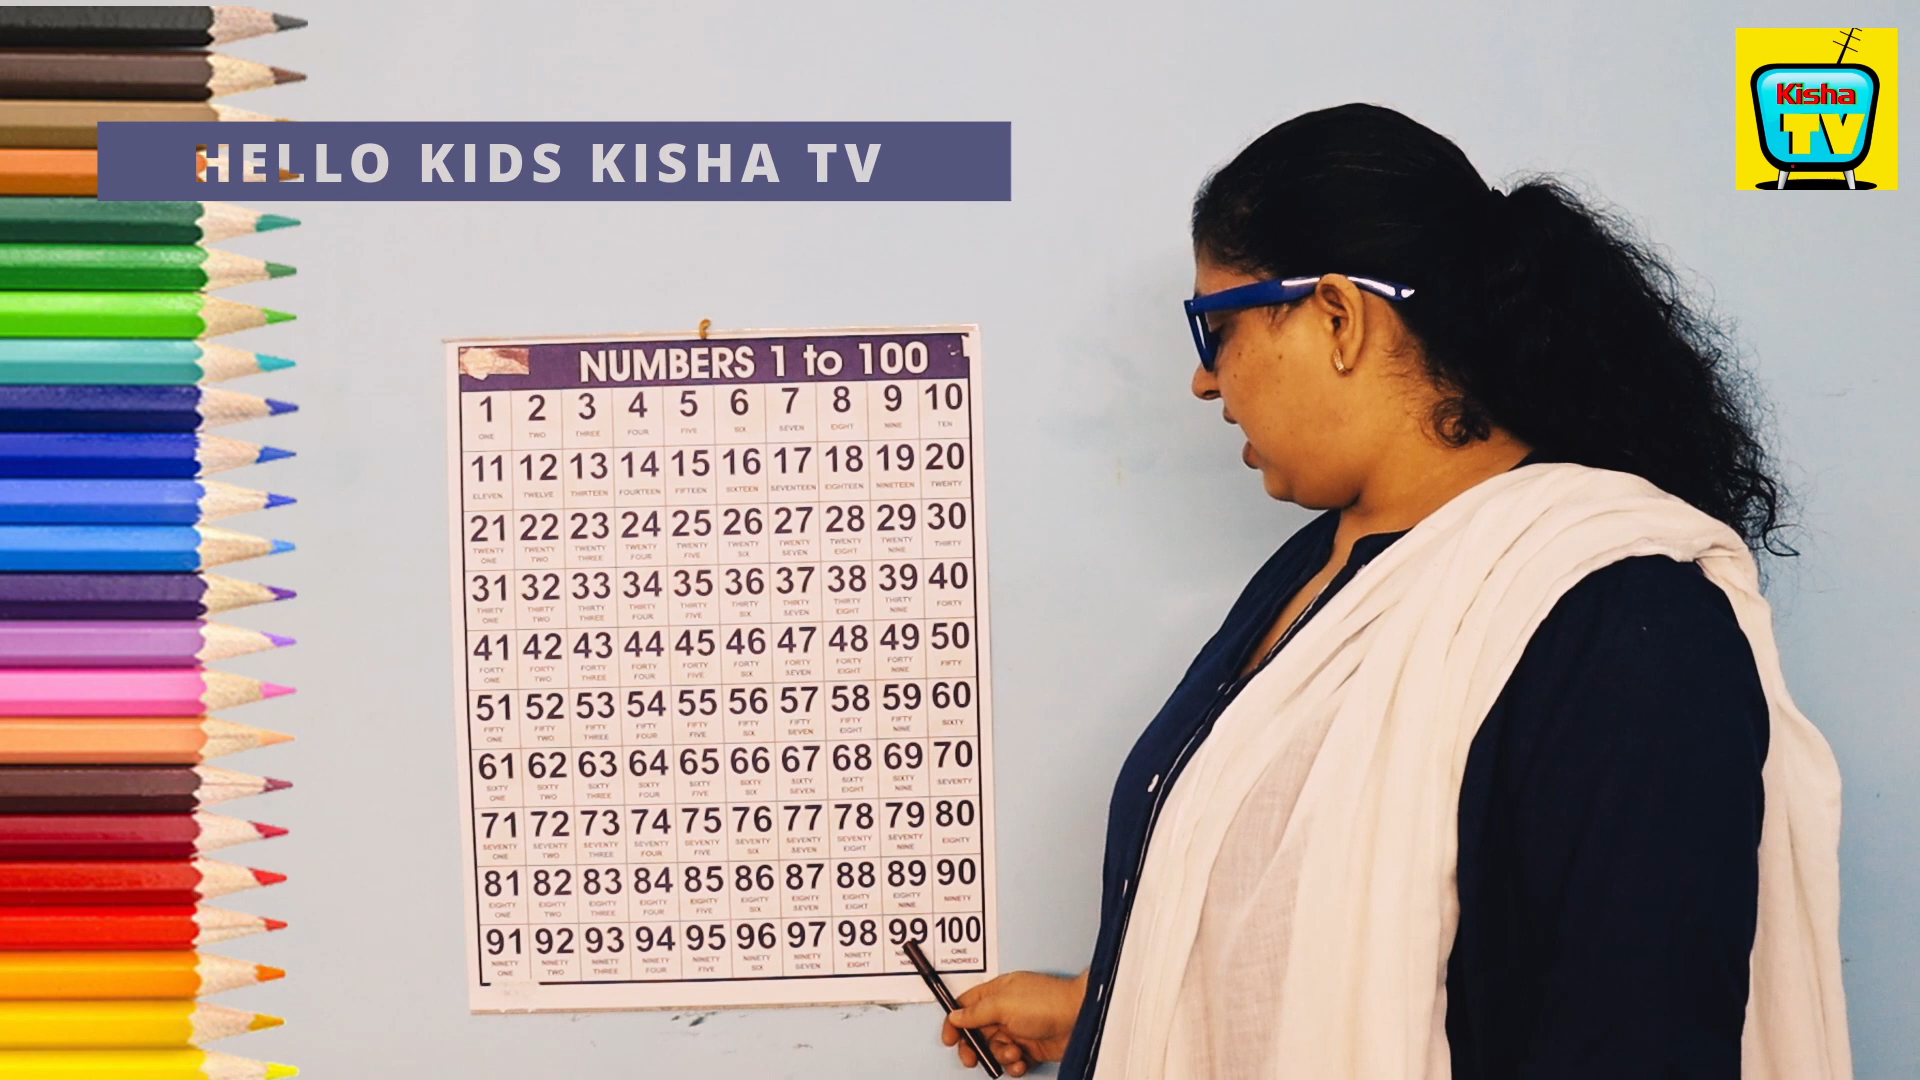 HELLO KIDS KISHA TV
Kisha
TV
NUMBERS 1 to 100
1 2 3 4 5 6 7 8 9 10
ONE TWO THREE FOUR FIVE SIX SEVEN EIGHT NINE TEN
11 12 13 14 15 16 17 18 19 20
ELEVEN TWELVE THIRTEEN FOURTEEN FIFTEEN SIXTEEN SEVENTEEN EIGHTEEN NINETEEN TWENTY
21 22 23 24 25 26 27 28 29 30
TWENTY TWENTY TWENTY TWENTY TWENTY TWENTY TWENTY TWENTY TWENTY THIRTY
ONE TWO THREE FOUR FIVE SIX SEVEN EIGHT NINE
31 32 33 34 35 36 37 38 39 40
THIRTY THIRTY THIRTY THIRTY THIRTY THIRTY THIRTY THIRTY THIRTY FORTY
ONE TWO THREE FOUR FIVE SIX SEVEN EIGHT NINE
41 42 43 44 45 46 47 48 49 50
FORTY FORTY FORTY FORTY FORTY FORTY FORTY FORTY FORTY FIFTY
ONE TWO THREE FOUR FIVE SIX SEVEN EIGHT NINE
51 52 53 54 55 56 57 58 59 60
FIFTY FIFTY FIFTY FIFTY FIFTY FIFTY FIFTY FIFTY FIFTY SIXTY
ONE TWO THREE FOUR FIVE SIX SEVEN EIGHT NINE
61 62 63 64 65 66 67 68 69 70
SIXTY SIXTY SIXTY SIXTY SIXTY SIXTY SIXTY SIXTY SIXTY SEVENTY
ONE TWO THREE FOUR FIVE SIX SEVEN EIGHT NINE
71 72 73 74 75 76 77 78 79 80
SEVENTY SEVENTY SEVENTY SEVENTY SEVENTY SEVENTY SEVENTY SEVENTY SEVENTY EIGHTY
ONE TWO THREE FOUR FIVE SIX SEVEN EIGHT NINE
81 82 83 84 85 86 87 88 89 90
EIGHTY EIGHTY EIGHTY EIGHTY EIGHTY EIGHTY EIGHTY EIGHTY EIGHTY NINETY
ONE TWO THREE FOUR FIVE SIX SEVEN EIGHT NINE
91 92 93 94 95 96 97 98 99 100
NINETY NINETY NINETY NINETY NINETY NINETY NINETY NINETY ONE
ONE TWO THREE FOUR FIVE SIX SEVEN EIGHT HUNDRED